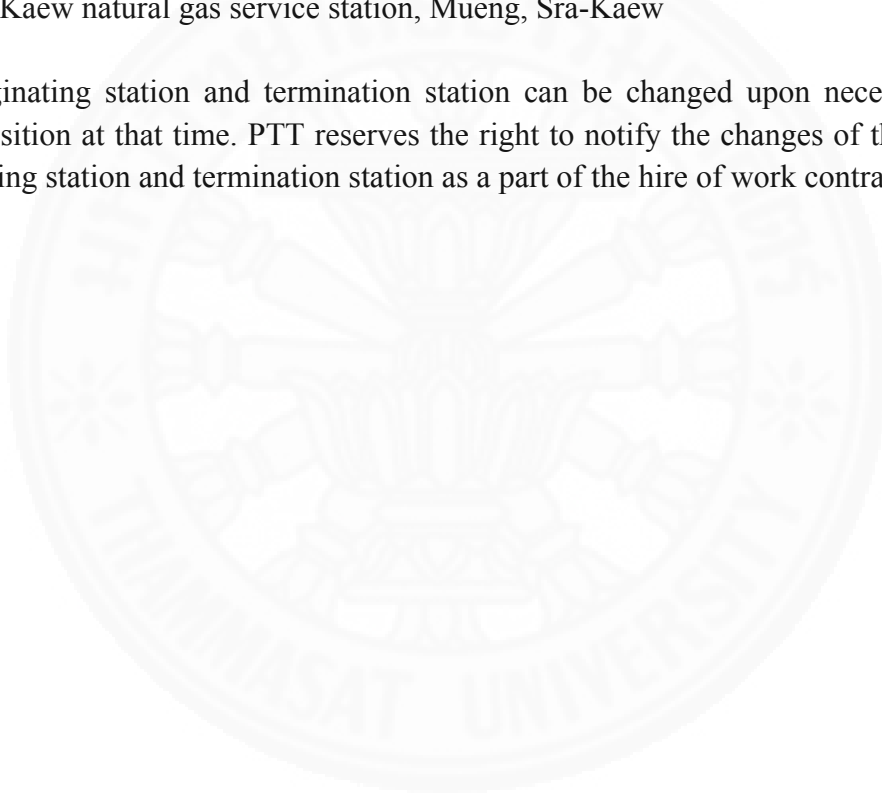 Kaew natural gas service station, Mueng, Sra-Kaew
ginating station and termination station can be changed upon nece
sition at that time. PTT reserves the right to notify the changes of th
ing station and termination station as a part of the hire of work contra
THAMMASAT UNIVERSITY